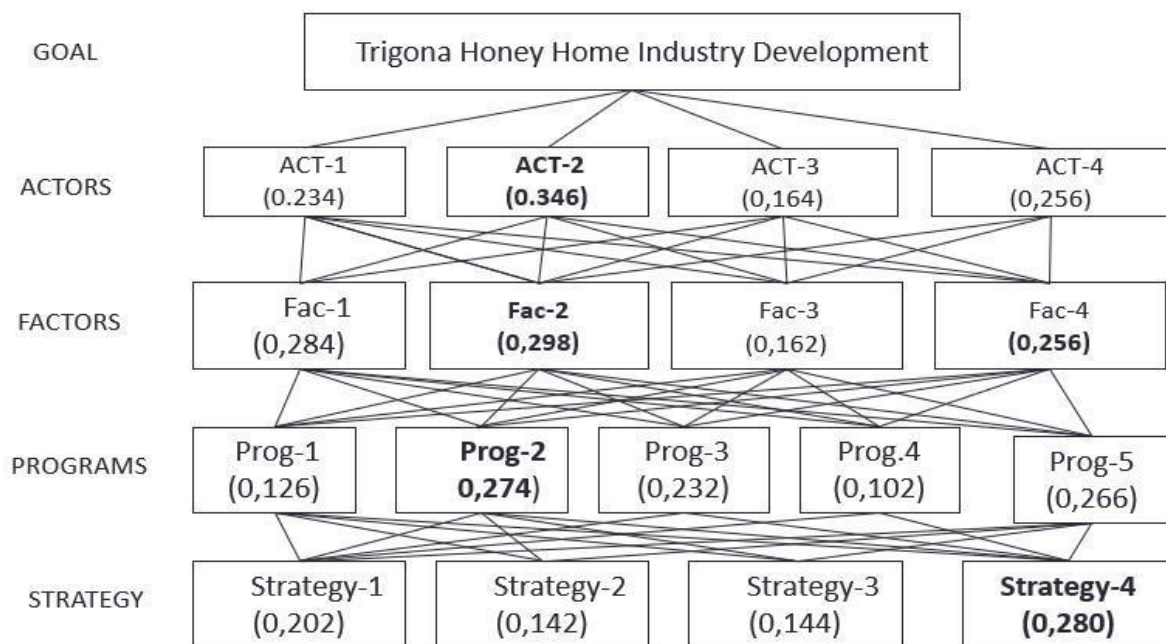 GOAL
Trigona Honey Home Industry Development
ACTORS
ACT-1
(0.234)
ACT-2
(0.346)
ACT-3
(0,164)
ACT-4
(0,256)
FACTORS
Fac-1
(0,284)
Fac-2
(0,298)
Fac-3
(0,162)
Fac-4
(0,256)
PROGRAMS
Prog-1
(0,126)
Prog-2
0,274)
Prog-3
(0,232)
Prog.4
(0,102)
Prog-5
(0,266)
STRATEGY
Strategy-1
(0,202)
Strategy-2
(0,142)
Strategy-3
(0,144)
Strategy-4
(0,280)